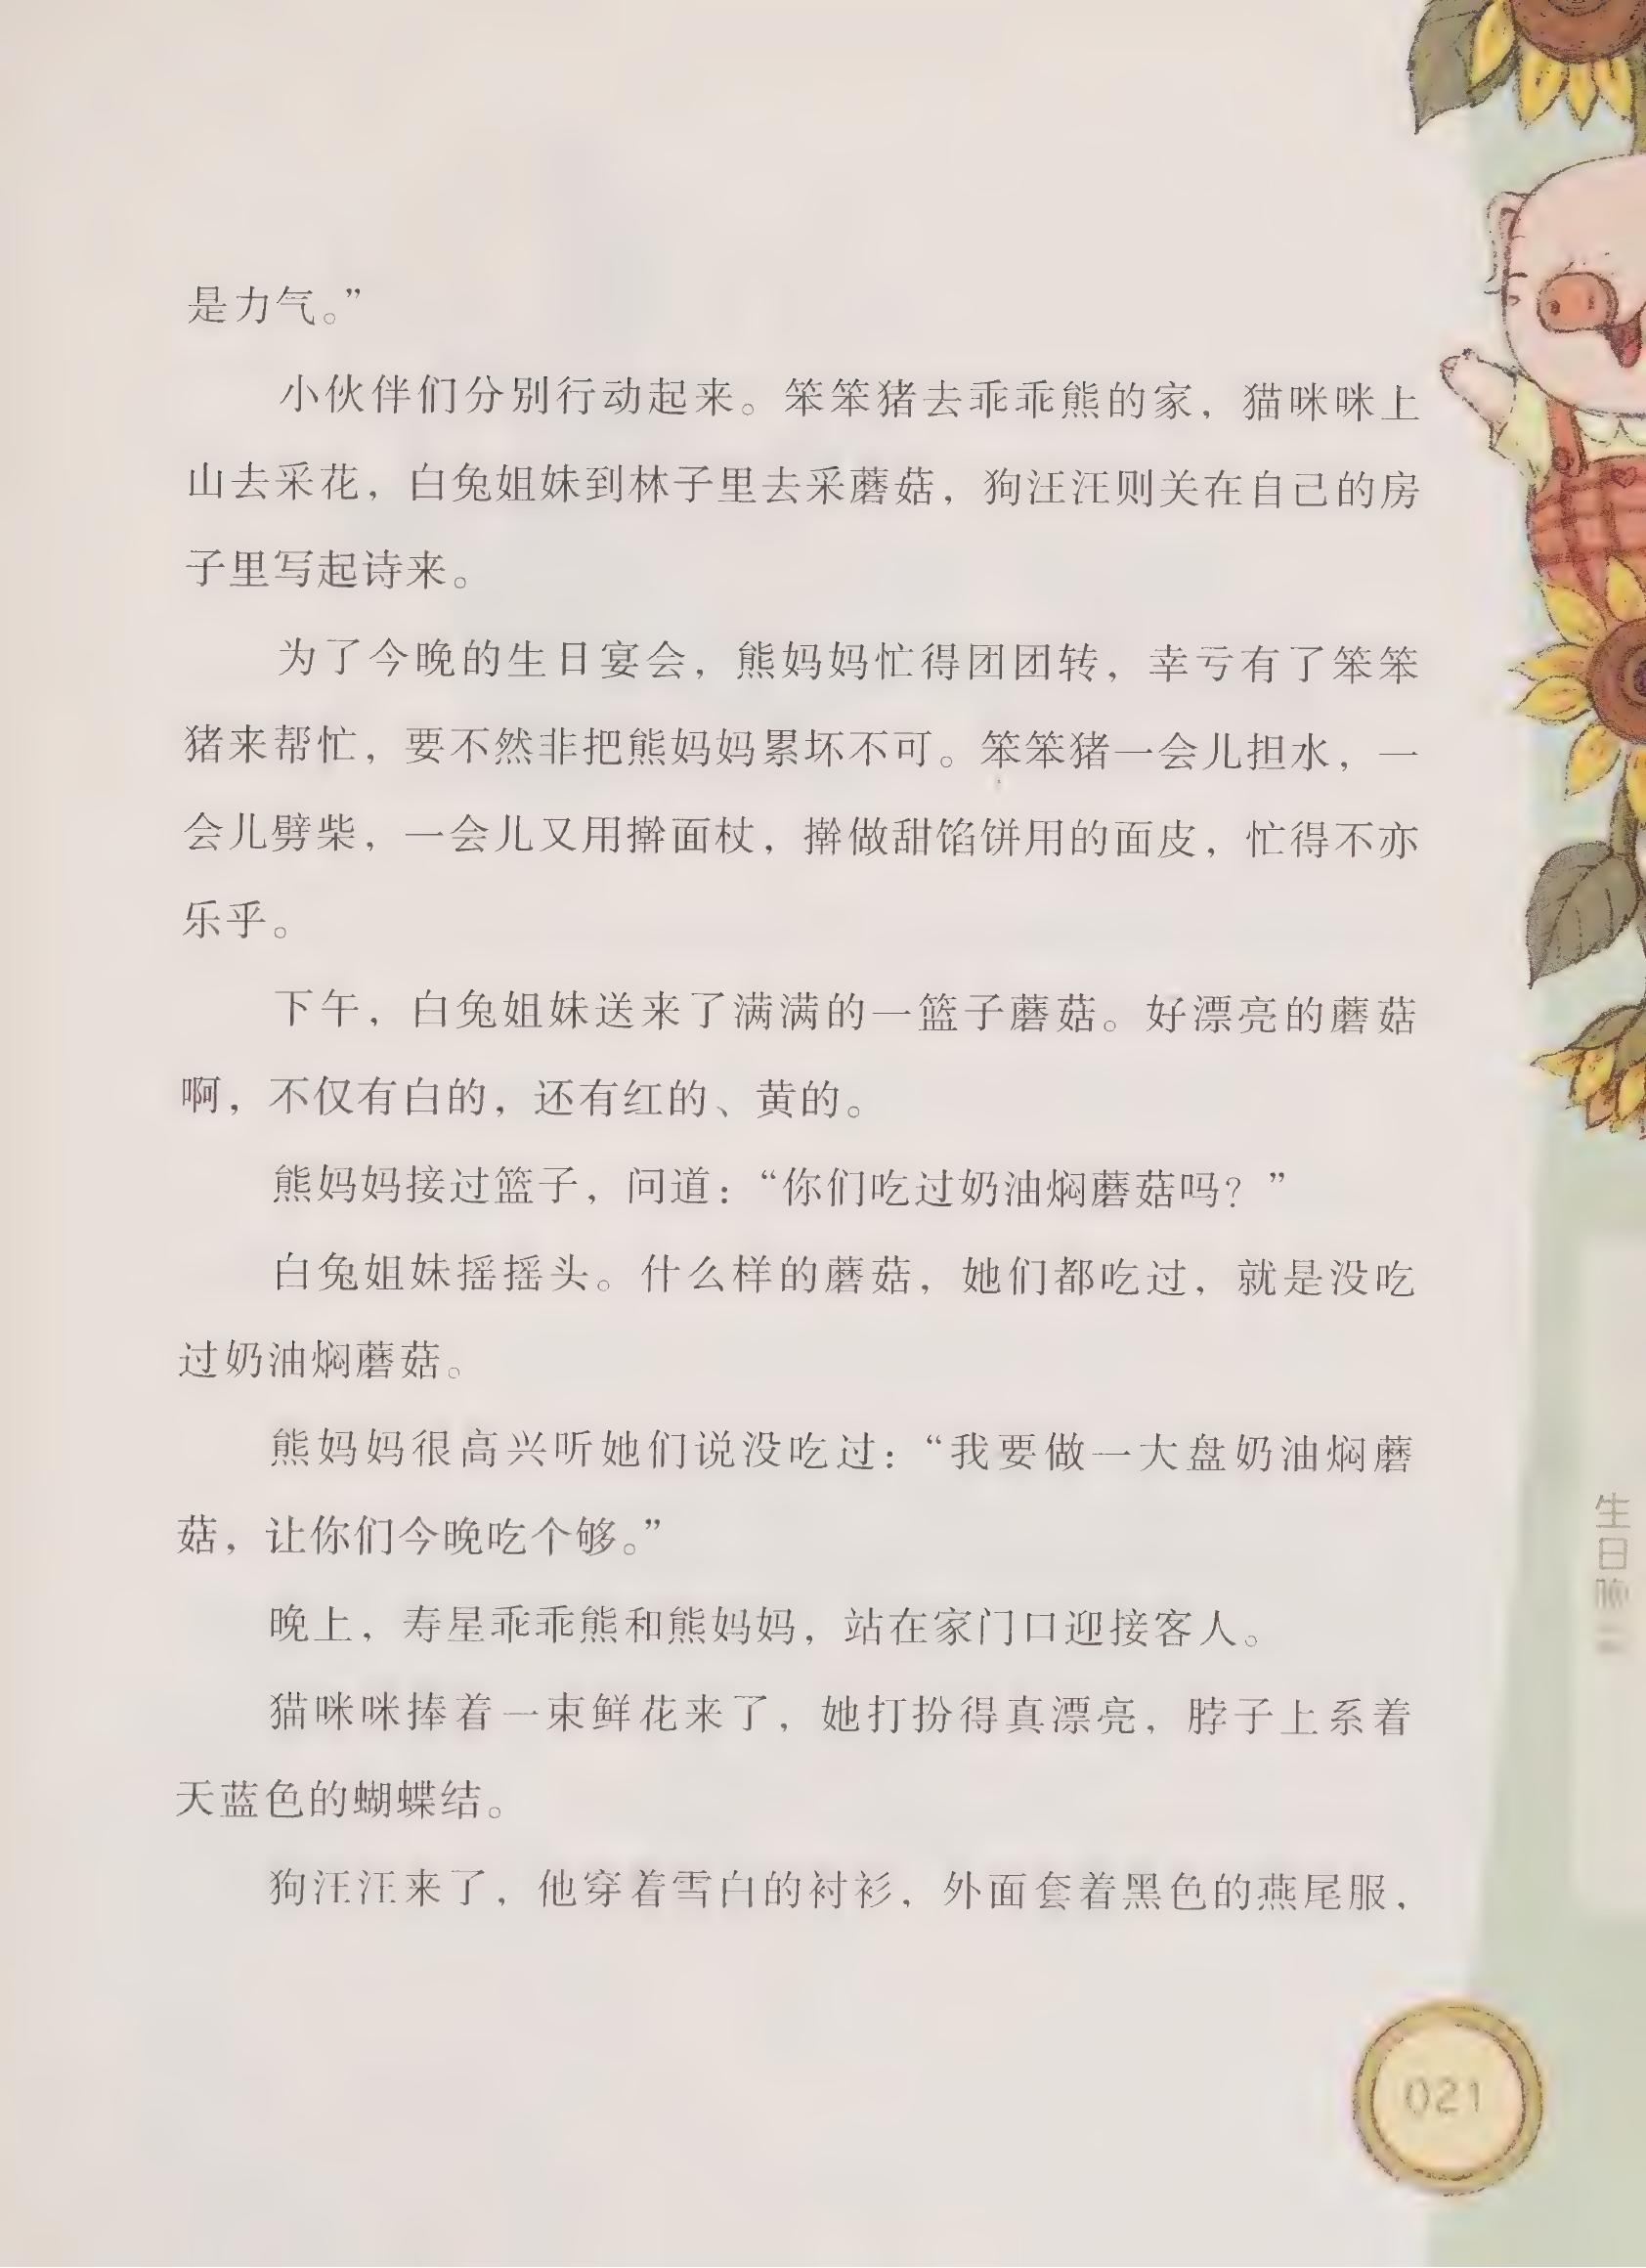 是力气。”
小伙伴们分别行动起来。笨笨猪去乖乖熊的家，猫咪咪上
山去采花，白兔姐妹到林子里去采蘑菇，狗汪汪则关在自己的房
子里写起诗来。
为了今晚的生日宴会，熊妈妈忙得团团转，幸亏有了笨笨
猪来帮忙，要不然非把熊妈妈累坏不可。笨笨猪一会儿担水，一
会儿劈柴，一会儿又用擀面杖，擀做甜馅饼用的面皮，忙得不亦
乐乎。
下午，白兔姐妹送来了满满的一篮子蘑菇。好漂亮的蘑菇
啊，不仅有白的，还有红的、黄的。
熊妈妈接过篮子，问道：“你们吃过奶油焖蘑菇吗？”
白兔姐妹摇摇头。什么样的蘑菇，她们都吃过，就是没吃
过奶油焖蘑菇。
熊妈妈很高兴听她们说没吃过：“我要做一大盘奶油焖蘑
菇，让你们今晚吃个够。”
晚上，寿星乖乖熊和熊妈妈，站在家门口迎接客人。
猫咪咪捧着一束鲜花来了，她打扮得真漂亮，脖子上系着
天蓝色的蝴蝶结。
狗汪汪来了，他穿着雪白的衬衫，外面套着黑色的燕尾服，
生日
021